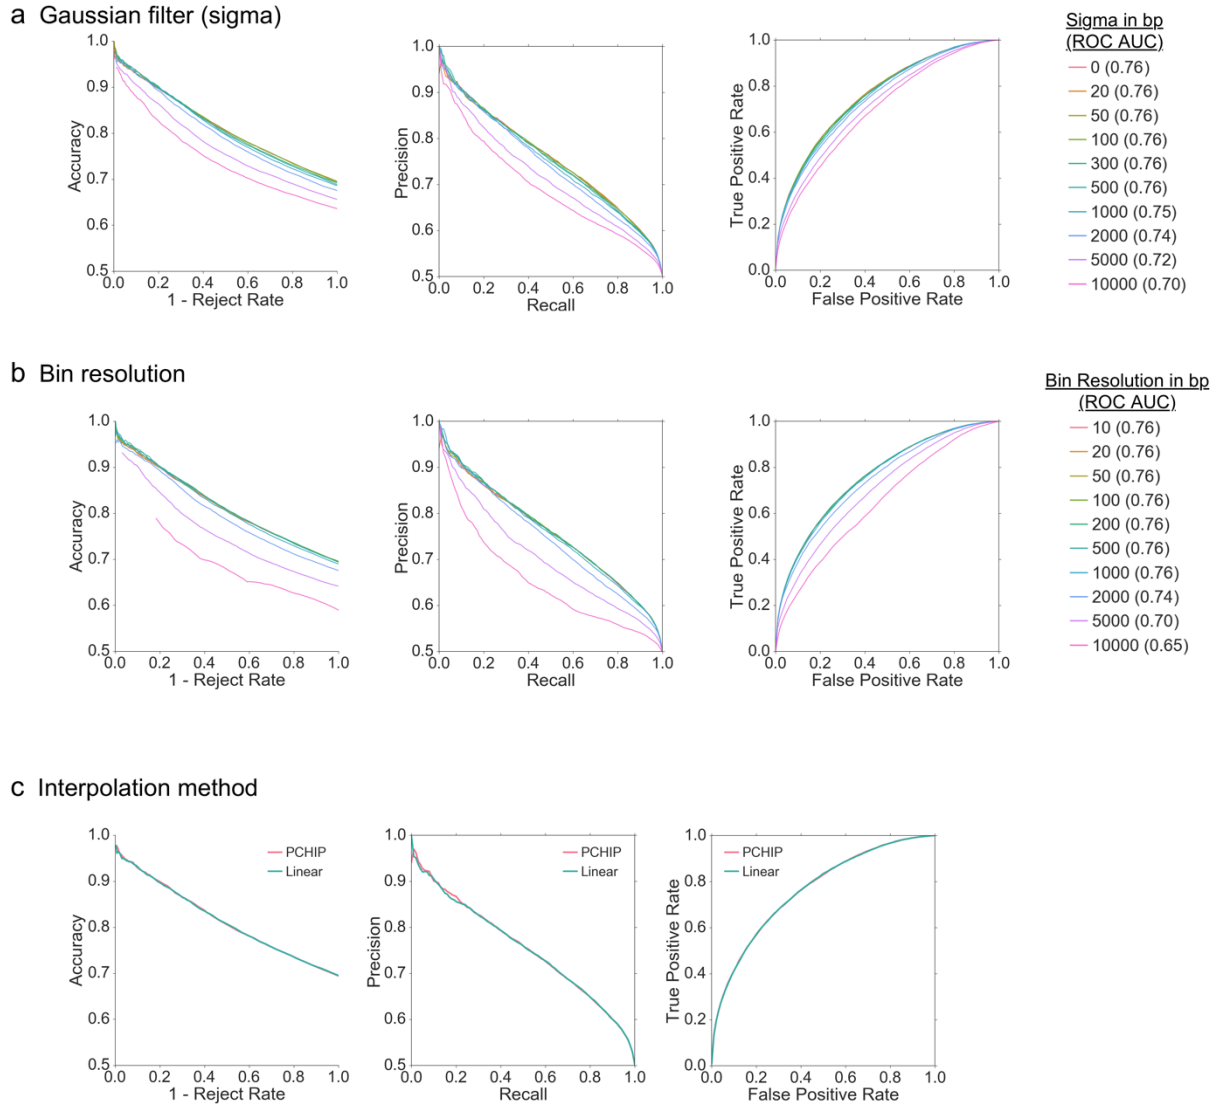 a Gaussian filter (sigma)
1.0
0.9
0.8
0.7
0.6
0.5
Accuracy
0.0 0.2 0.4 0.6 0.8 1.0
1 - Reject Rate
1.0
0.9
0.8
0.7
0.6
0.5
Precision
0.0 0.2 0.4 0.6 0.8 1.0
Recall
1.0
0.8
0.6
0.4
0.2
0.0
True Positive Rate
0.0 0.2 0.4 0.6 0.8 1.0
False Positive Rate
Sigma in bp
(ROC AUC)
0 (0.76)
20 (0.76)
50 (0.76)
100 (0.76)
300 (0.76)
500 (0.76)
1000 (0.75)
2000 (0.74)
5000 (0.72)
10000 (0.70)
b Bin resolution
1.0
0.9
0.8
0.7
0.6
0.5
Accuracy
0.0 0.2 0.4 0.6 0.8 1.0
1 - Reject Rate
1.0
0.9
0.8
0.7
0.6
0.5
Precision
0.0 0.2 0.4 0.6 0.8 1.0
Recall
1.0
0.8
0.6
0.4
0.2
0.0
True Positive Rate
0.0 0.2 0.4 0.6 0.8 1.0
False Positive Rate
Bin Resolution in bp
(ROC AUC)
10 (0.76)
20 (0.76)
50 (0.76)
100 (0.76)
200 (0.76)
500 (0.76)
1000 (0.76)
2000 (0.74)
5000 (0.70)
10000 (0.65)
c Interpolation method
1.0
0.9
0.8
0.7
0.6
0.5
Accuracy
PCHIP
Linear
0.0 0.2 0.4 0.6 0.8 1.0
1 - Reject Rate
1.0
0.9
0.8
0.7
0.6
0.5
Precision
PCHIP
Linear
0.0 0.2 0.4 0.6 0.8 1.0
Recall
1.0
0.8
0.6
0.4
0.2
0.0
True Positive Rate
PCHIP
Linear
0.0 0.2 0.4 0.6 0.8 1.0
False Positive Rate